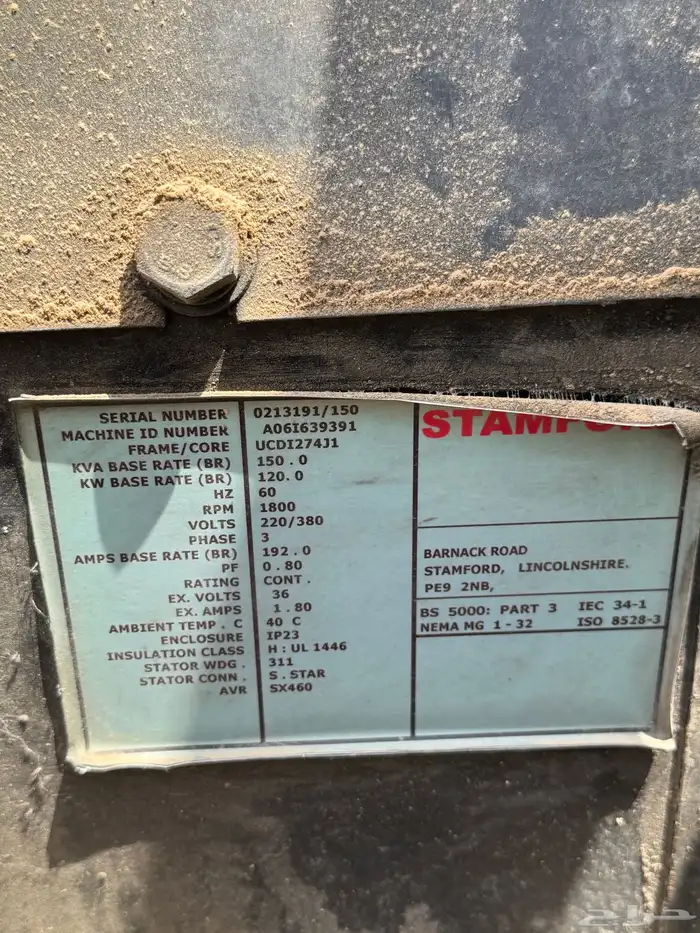 SERIAL NUMBER 0213191/150
MACHINE ID NUMBER A06I639391
FRAME/CORE UCDI274J1
KVA BASE RATE (BR) 150.0
KW BASE RATE (BR) 120.0
HZ 60
RPM 1800
VOLTS 220/380
PHASE 3
AMPS BASE RATE (BR) 192.0
PF 0.80
RATING CONT.
EX. VOLTS 36
EX. AMPS 1.80
AMBIENT TEMP. C 40 C
ENCLOSURE IP23
INSULATION CLASS H: UL 1446
STATOR WDG. 311
STATOR CONN. S.STAR
AVR SX460
STAMFORD
BARNACK ROAD
STAMFORD, LINCOLNSHIRE.
PE9 2NB,
BS 5000: PART 3 IEC 34-1
NEMA MG 1-32 ISO 8528-3
حراج